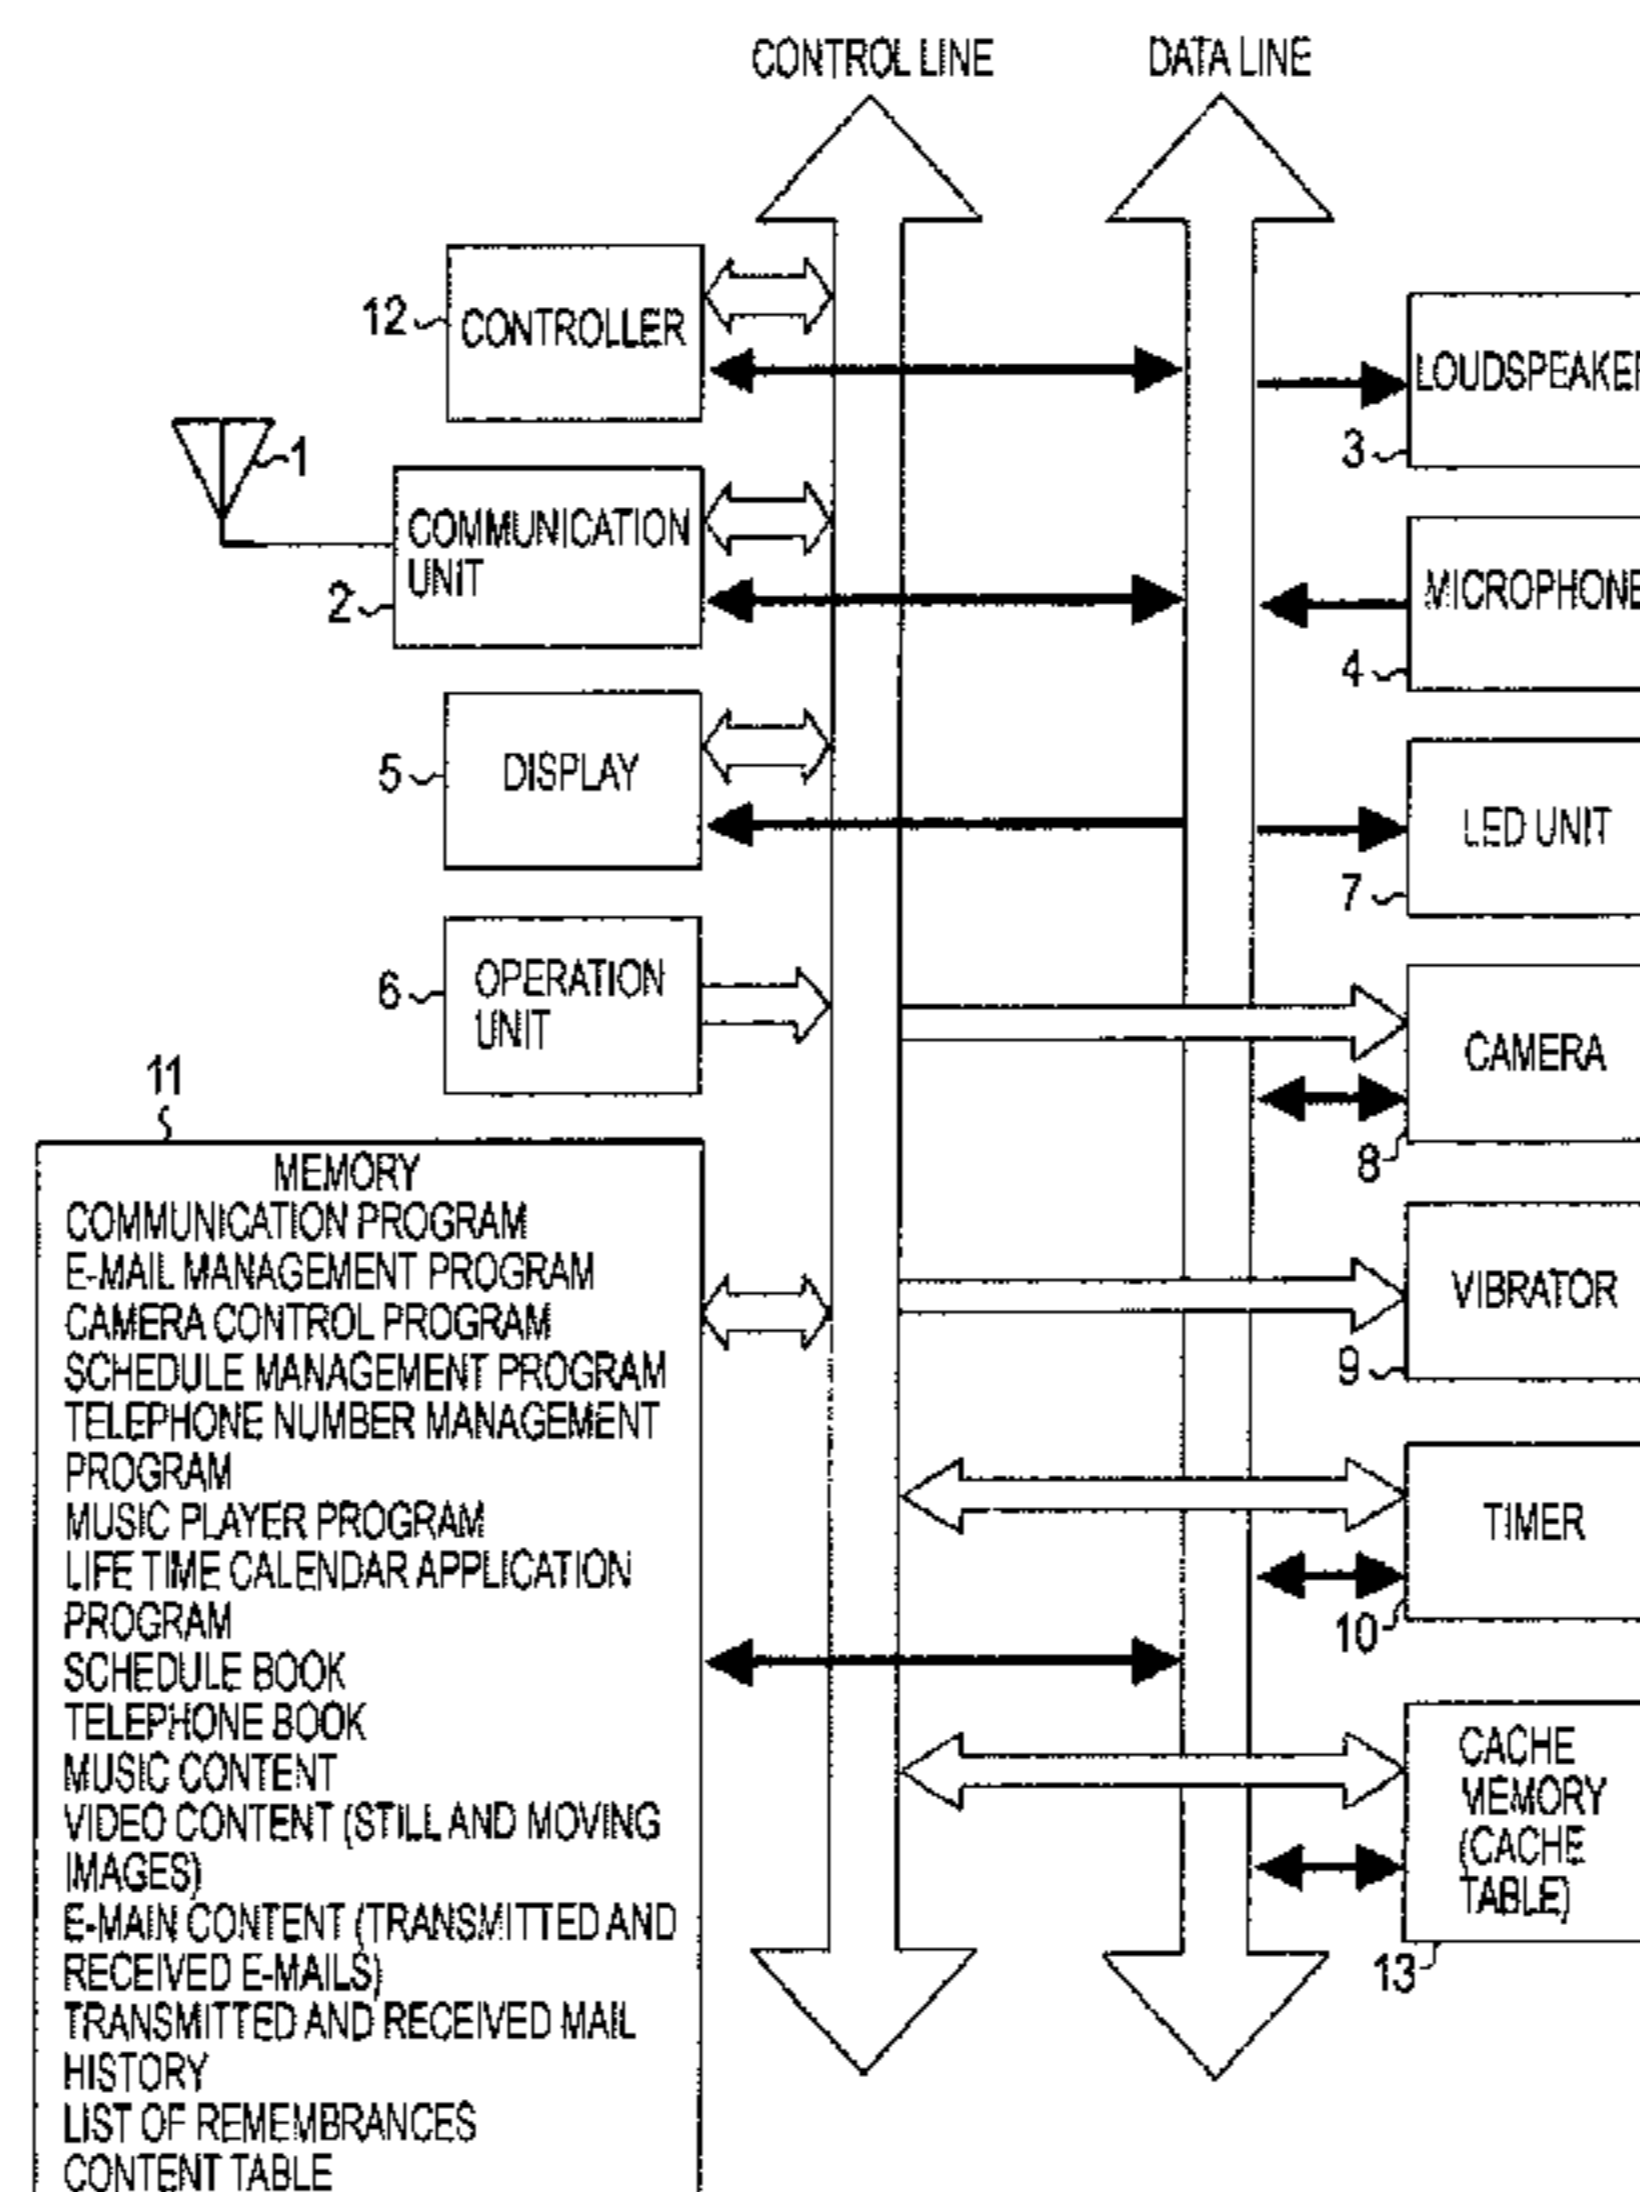 CONTROL LINE
DATA LINE
12
CONTROLLER
1
COMMUNICATION
UNIT
2
5
DISPLAY
6
OPERATION
UNIT
11
MEMORY
COMMUNICATION PROGRAM
E-MAIL MANAGEMENT PROGRAM
CAMERA CONTROL PROGRAM
SCHEDULE MANAGEMENT PROGRAM
TELEPHONE NUMBER MANAGEMENT
PROGRAM
MUSIC PLAYER PROGRAM
LIFE TIME CALENDAR APPLICATION
PROGRAM
SCHEDULE BOOK
TELEPHONE BOOK
MUSIC CONTENT
VIDEO CONTENT (STILL AND MOVING
IMAGES)
E-MAIN CONTENT (TRANSMITTED AND
RECEIVED E-MAILS)
TRANSMITTED AND RECEIVED MAIL
HISTORY
LIST OF REMEMBRANCES
CONTENT TABLE
LOUDSPEAKER
3
MICROPHONE
4
LED UNIT
7
CAMERA
8
VIBRATOR
9
TIMER
10
CACHE
MEMORY
(CACHE
TABLE)
13